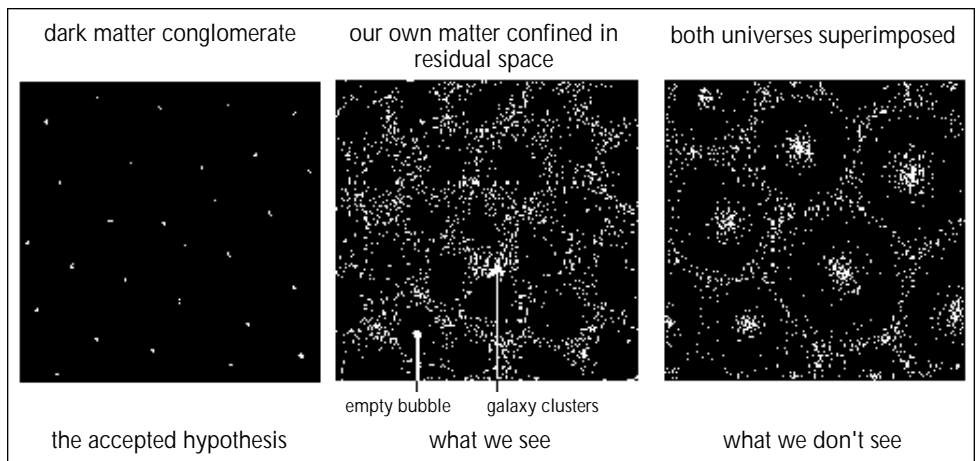 dark matter conglomerate
our own matter confined in
residual space
both universes superimposed
empty bubble
galaxy clusters
the accepted hypothesis
what we see
what we don't see